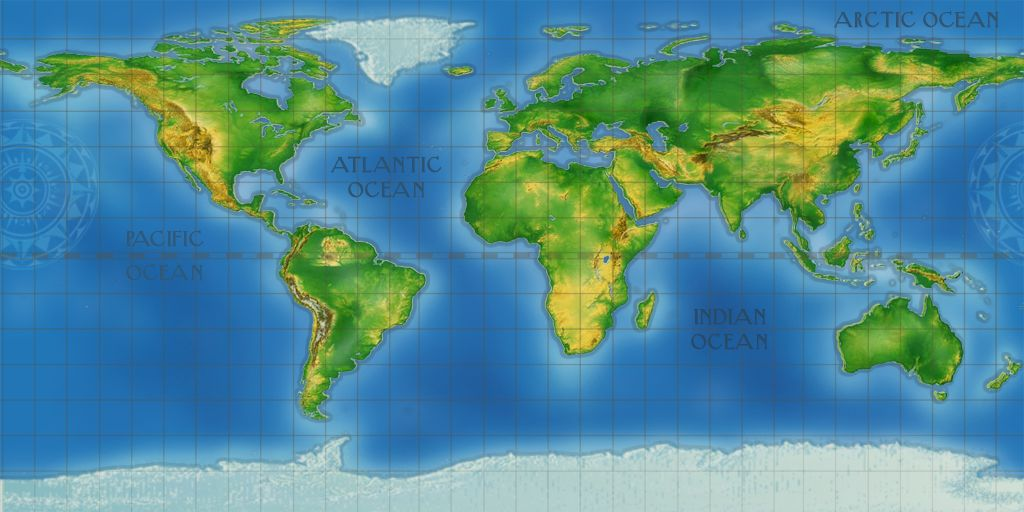 ARCTIC OCEAN
ATLANTIC
OCEAN
PACIFIC
OCEAN
INDIAN
OCEAN